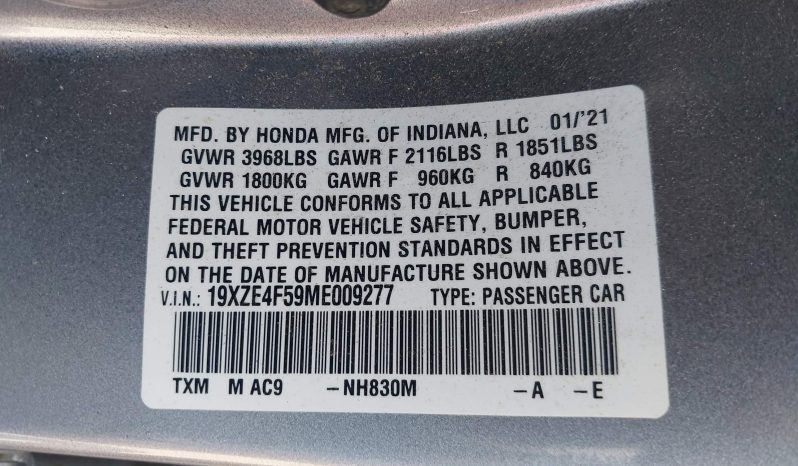 MFD. BY HONDA MFG. OF INDIANA, LLC 01/'21
GVWR 3968LBS GAWR F 2116LBS R 1851LBS
GVWR 1800KG GAWR F 960KG R 840KG
THIS VEHICLE CONFORMS TO ALL APPLICABLE
FEDERAL MOTOR VEHICLE SAFETY, BUMPER,
AND THEFT PREVENTION STANDARDS IN EFFECT
ON THE DATE OF MANUFACTURE SHOWN ABOVE.
V.I.N.: 19XZE4F59ME009277 TYPE: PASSENGER CAR
TXM M AC9 –NH830M –A –E